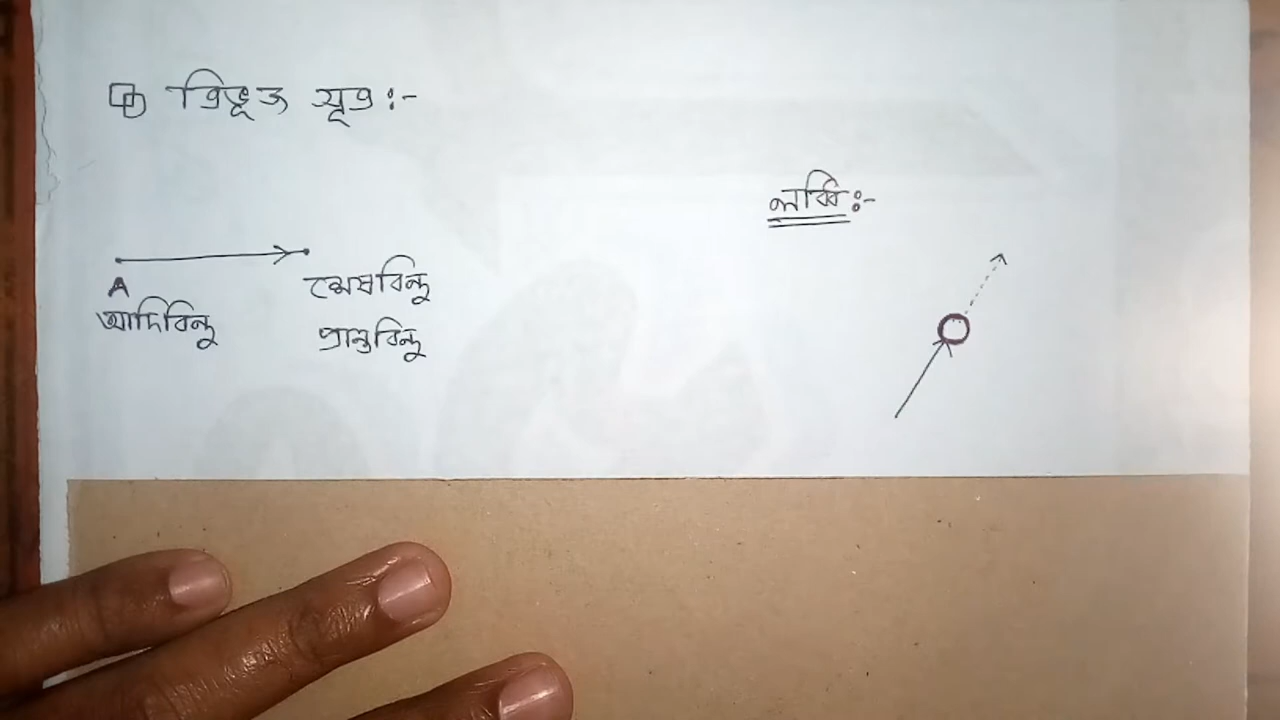 ত্রিভূজ সূত্র :-
লব্ধি :-
A
আদিবিন্দু
শেষবিন্দু
প্রান্তবিন্দু